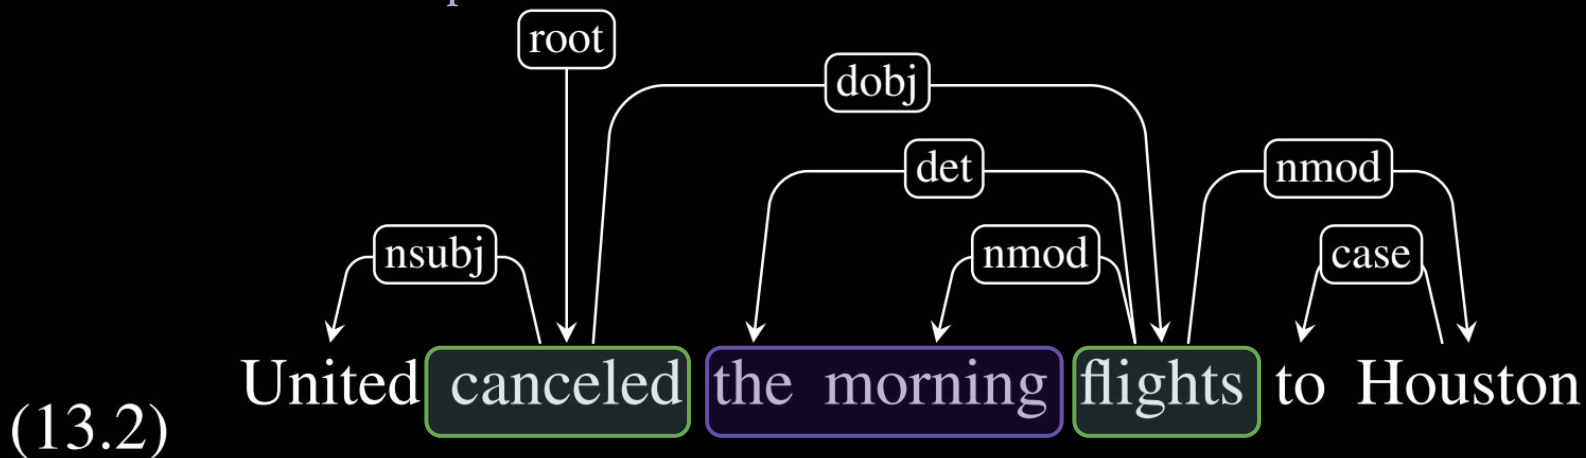 root
dobj
det
nmod
nsubj
nmod
case
United canceled the morning flights to Houston
(13.2)